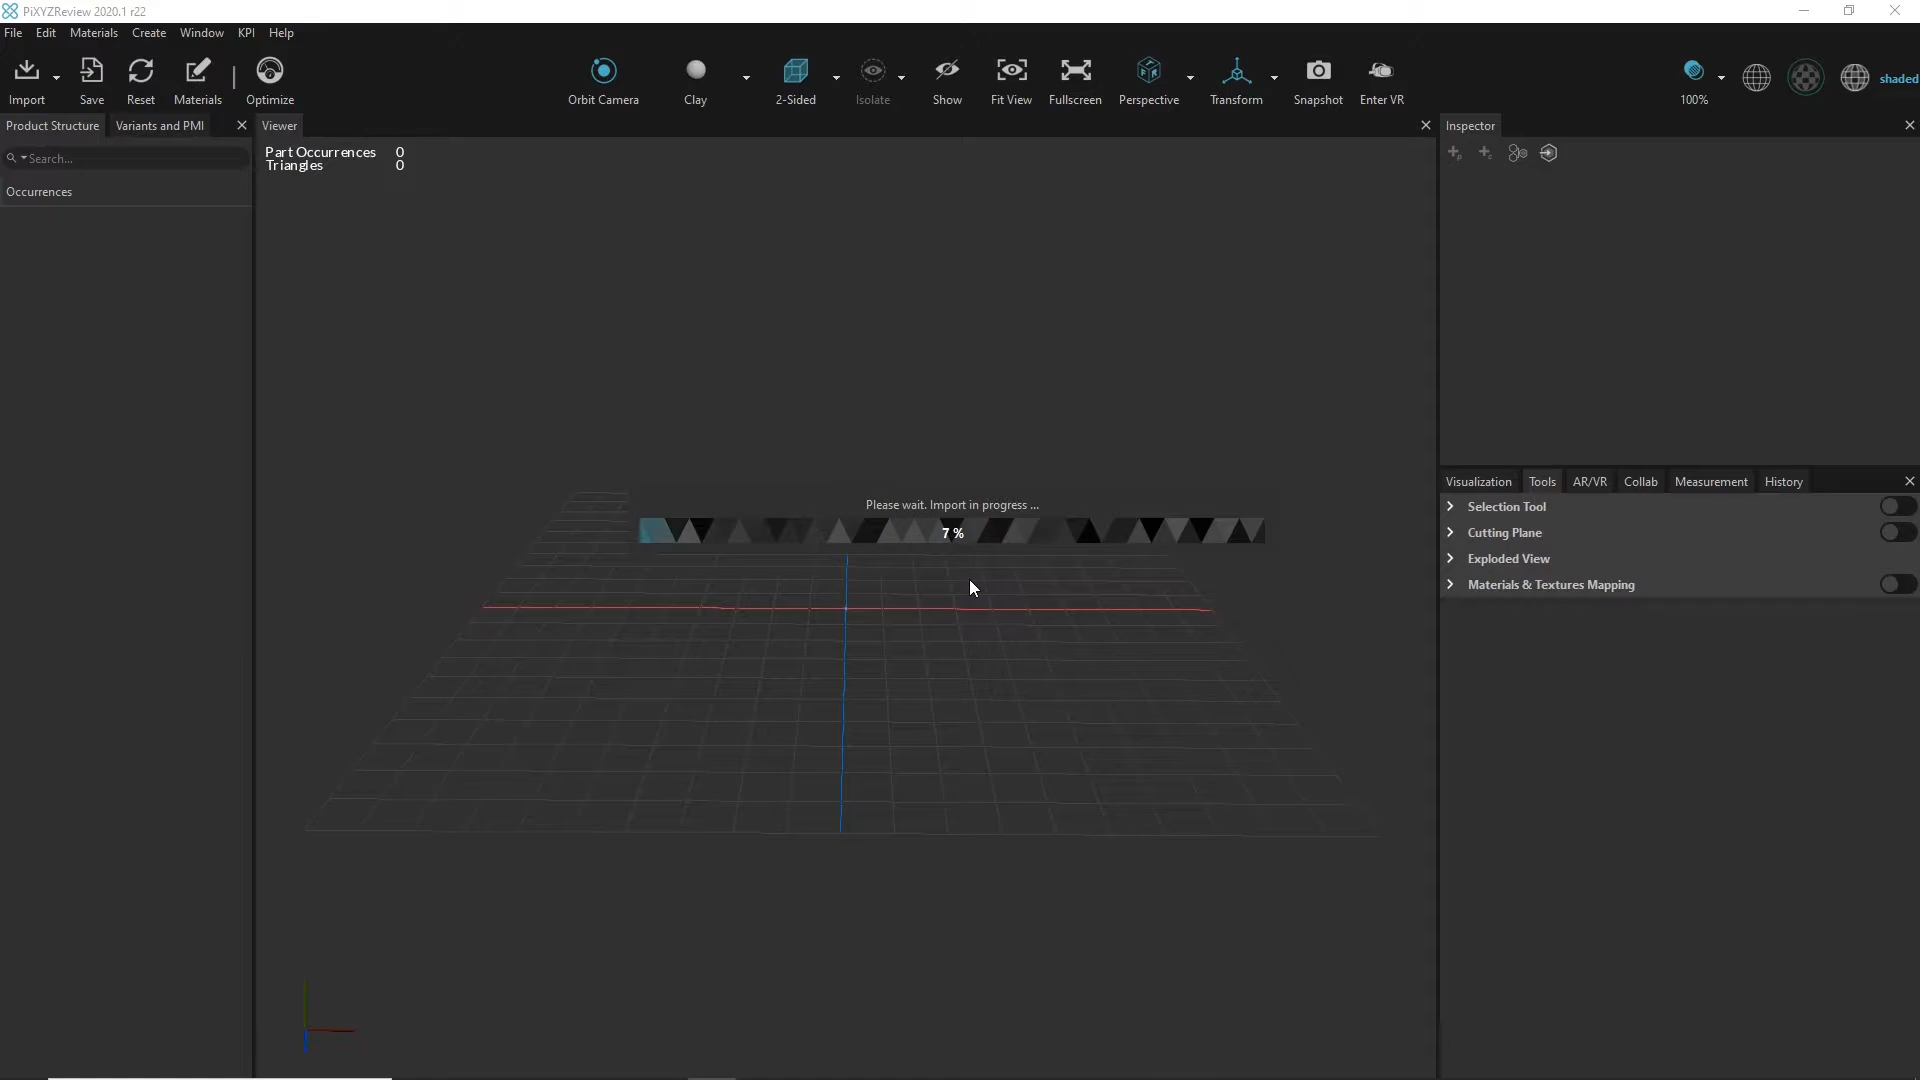 PiXYZReview 2020.1 r22
File Edit Materials Create Window KPI Help
Import Save Reset Materials Optimize Orbit Camera Clay 2-Sided Isolate Show Fit View Fullscreen Perspective Transform Snapshot Enter VR 100% shaded
Product Structure Variants and PMI Viewer Inspector
Part Occurrences 0
Triangles 0
Search...
Occurrences
Please wait. Import in progress ...
7 %
Visualization Tools AR/VR Collab Measurement History
Selection Tool
Cutting Plane
Exploded View
Materials & Textures Mapping